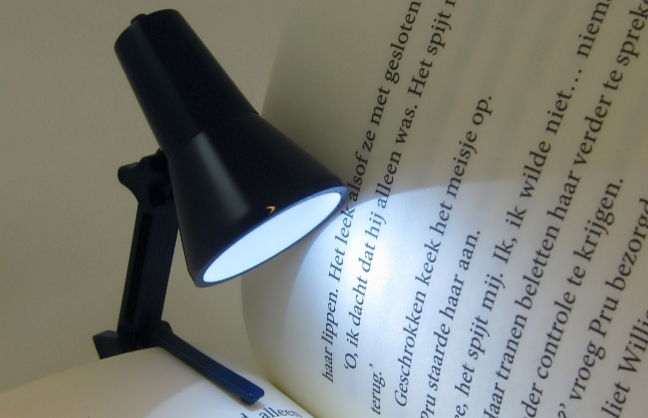 haar lippen. Het leek alsof ze met gesloten
'O, ik dacht dat hij alleen was. Het spijt
terug.'
Geschrokken keek het meisje op.
Pru staarde haar aan.
het spijt mij. Ik, ik wilde niet… niem
tranen beletten haar verder te spreke
der controle te krijgen.
vroeg Pru bezorgd
liet Willi
alleen